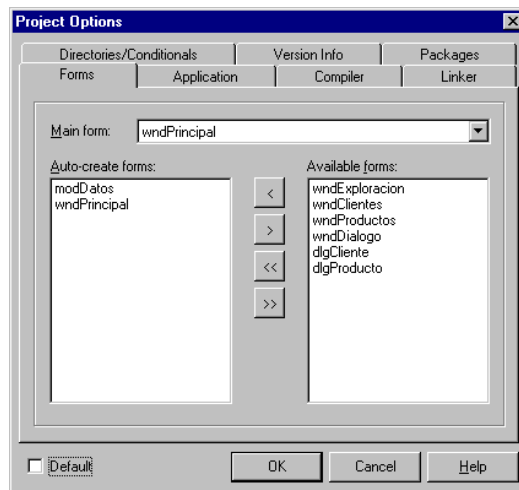 Project Options
Directories/Conditionals Version Info Packages
Forms Application Compiler Linker
Main form: wndPrincipal
Auto-create forms: Available forms:
modDatos wndExploracion
wndPrincipal < wndClientes
wndProductos
> wndDialogo
dlgCliente
<< dlgProducto
>>
Default OK Cancel Help